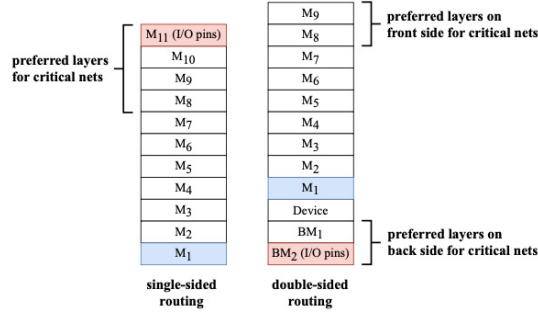 preferred layers
for critical nets
M11 (I/O pins)
M10
M9
M8
M7
M6
M5
M4
M3
M2
M1
single-sided
routing
M9
M8
M7
M6
M5
M4
M3
M2
M1
Device
BM1
BM2 (I/O pins)
double-sided
routing
preferred layers on
front side for critical nets
preferred layers on
back side for critical nets